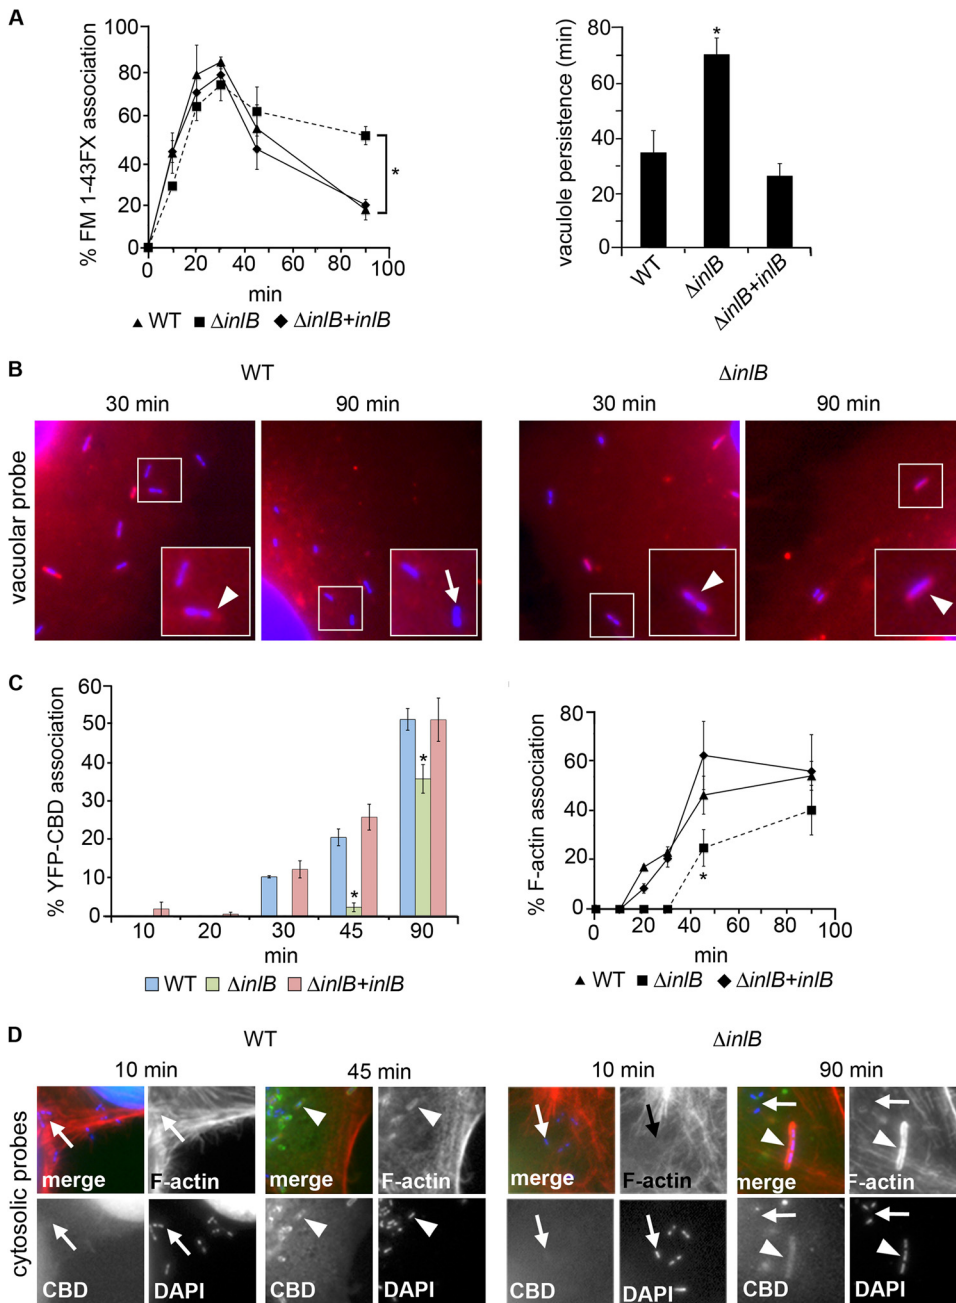 A
% FM 1-43FX association
100
80
60
40
20
0
0 20 40 60 80 100
min
*
▲ WT ■ ΔinlB ◆ ΔinlB+inlB
vaculole persistence (min)
80
60
40
20
0
*
WT
ΔinlB
ΔinlB+inlB
B
WT
ΔinlB
30 min
90 min
30 min
90 min
vacuolar probe
C
% YFP-CBD association
60
50
40
30
20
10
0
*
*
10 20 30 45 90
min
WT ΔinlB ΔinlB+inlB
% F-actin association
80
60
40
20
0
*
0 20 40 60 80 100
min
▲ WT ■ ΔinlB ◆ ΔinlB+inlB
D
WT
ΔinlB
10 min
45 min
10 min
90 min
cytosolic probes
merge F-actin merge F-actin merge F-actin merge F-actin
CBD DAPI CBD DAPI CBD DAPI CBD DAPI